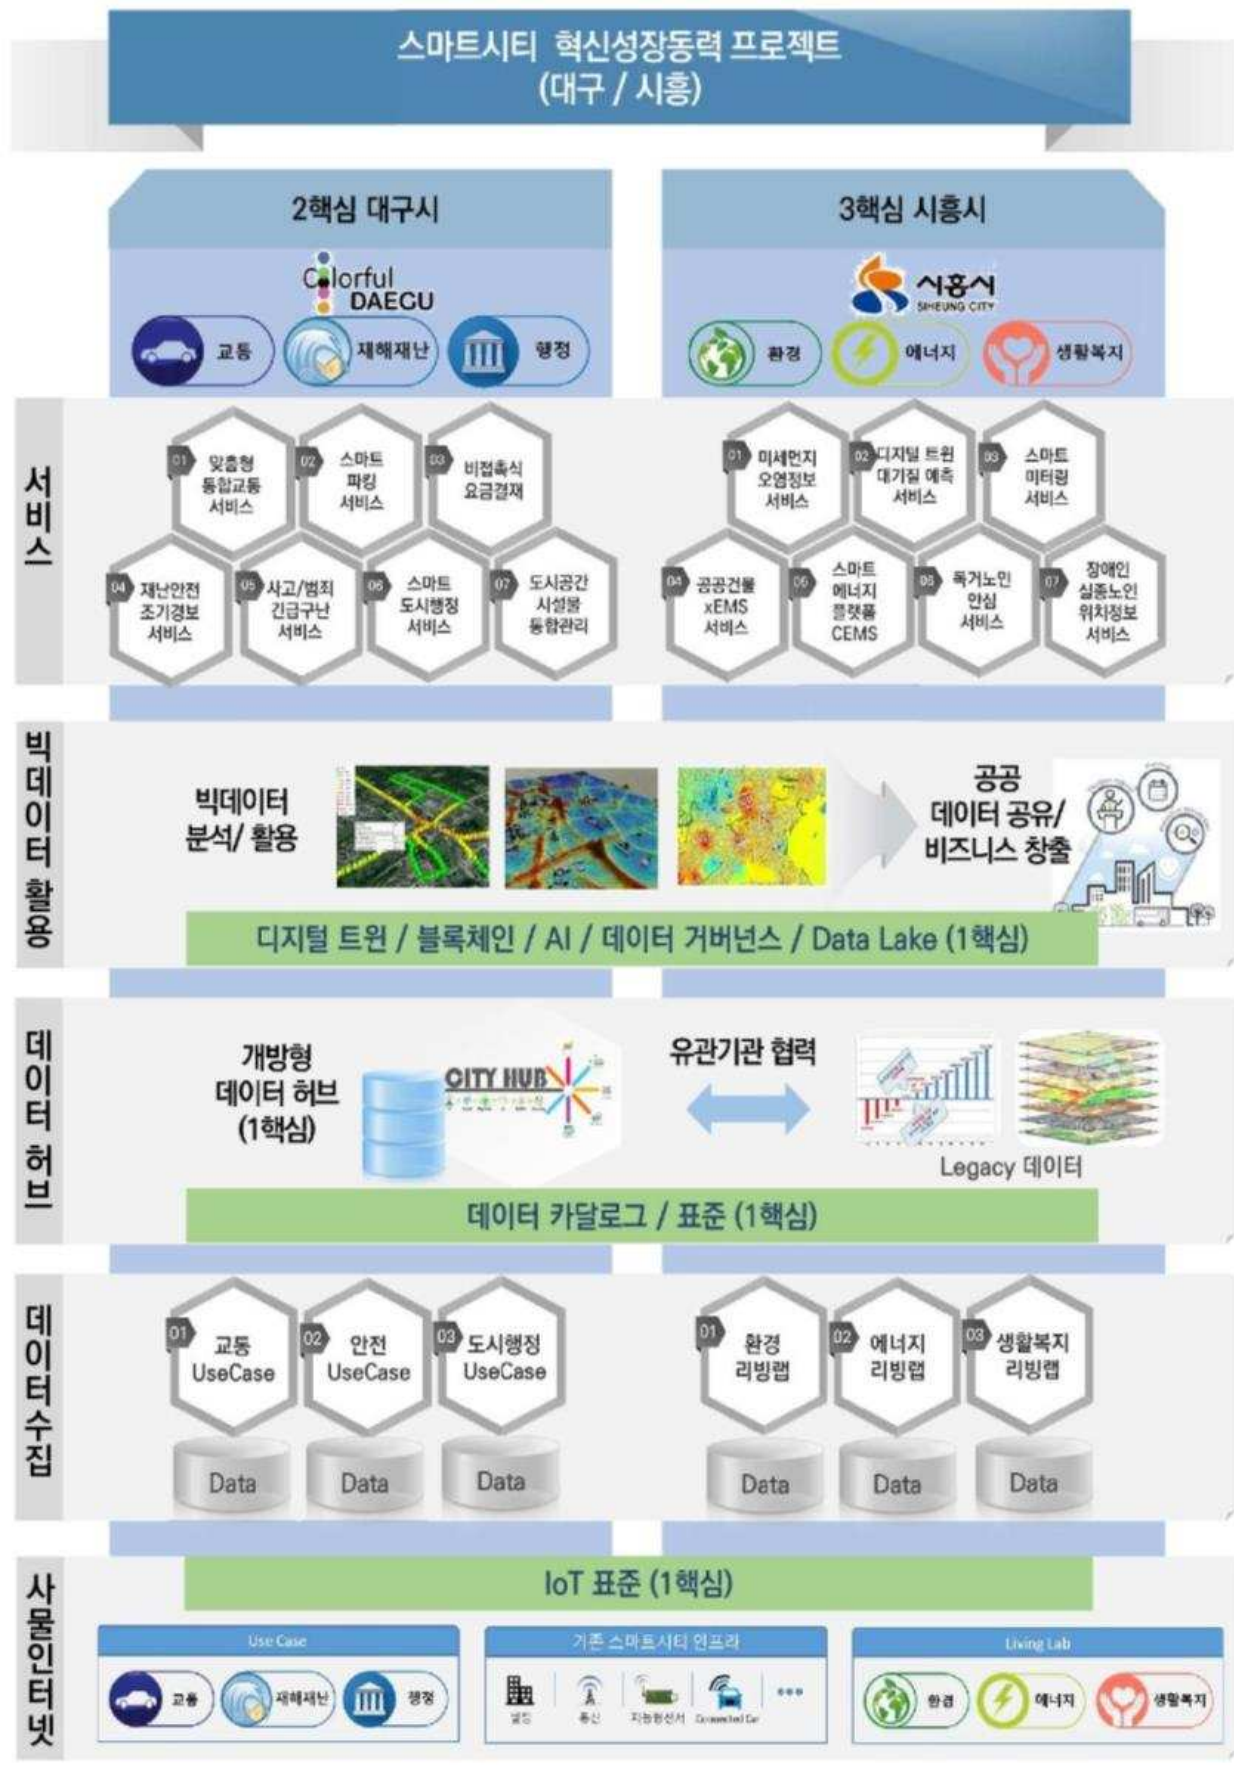 스마트시티 혁신성장동력 프로젝트
(대구 / 시흥)
2핵심 대구시
3핵심 시흥시
Colorful
DAEGU
시흥시
SIHEUNG CITY
교통
재해재난
행정
환경
에너지
생활복지
서비스
01
맞춤형
통합교통
서비스
02
스마트
파킹
서비스
03
비접촉식
요금결재
04
재난안전
조기경보
서비스
05
사고/범죄
긴급구난
서비스
06
스마트
도시행정
서비스
07
도시공간
시설물
통합관리
01
미세먼지
오염정보
서비스
02
디지털 트윈
대기질 예측
서비스
03
스마트
미터링
서비스
04
공공건물
xEMS
서비스
05
스마트
에너지
플랫폼
CEMS
06
독거노인
안심
서비스
07
장애인
실종노인
위치정보
서비스
빅데이터 활용
빅데이터
분석/ 활용
공공
데이터 공유/
비즈니스 창출
디지털 트윈 / 블록체인 / AI / 데이터 거버넌스 / Data Lake (1핵심)
데이터 허브
개방형
데이터 허브
(1핵심)
CITY HUB
유관기관 협력
Legacy 데이터
데이터 카달로그 / 표준 (1핵심)
데이터수집
01
교통
UseCase
02
안전
UseCase
03
도시행정
UseCase
01
환경
리빙랩
02
에너지
리빙랩
03
생활복지
리빙랩
Data
Data
Data
Data
Data
Data
사물인터넷
IoT 표준 (1핵심)
Use Case
교통
재해재난
행정
기존 스마트시티 인프라
통신
Connected Car
Living Lab
환경
에너지
생활복지